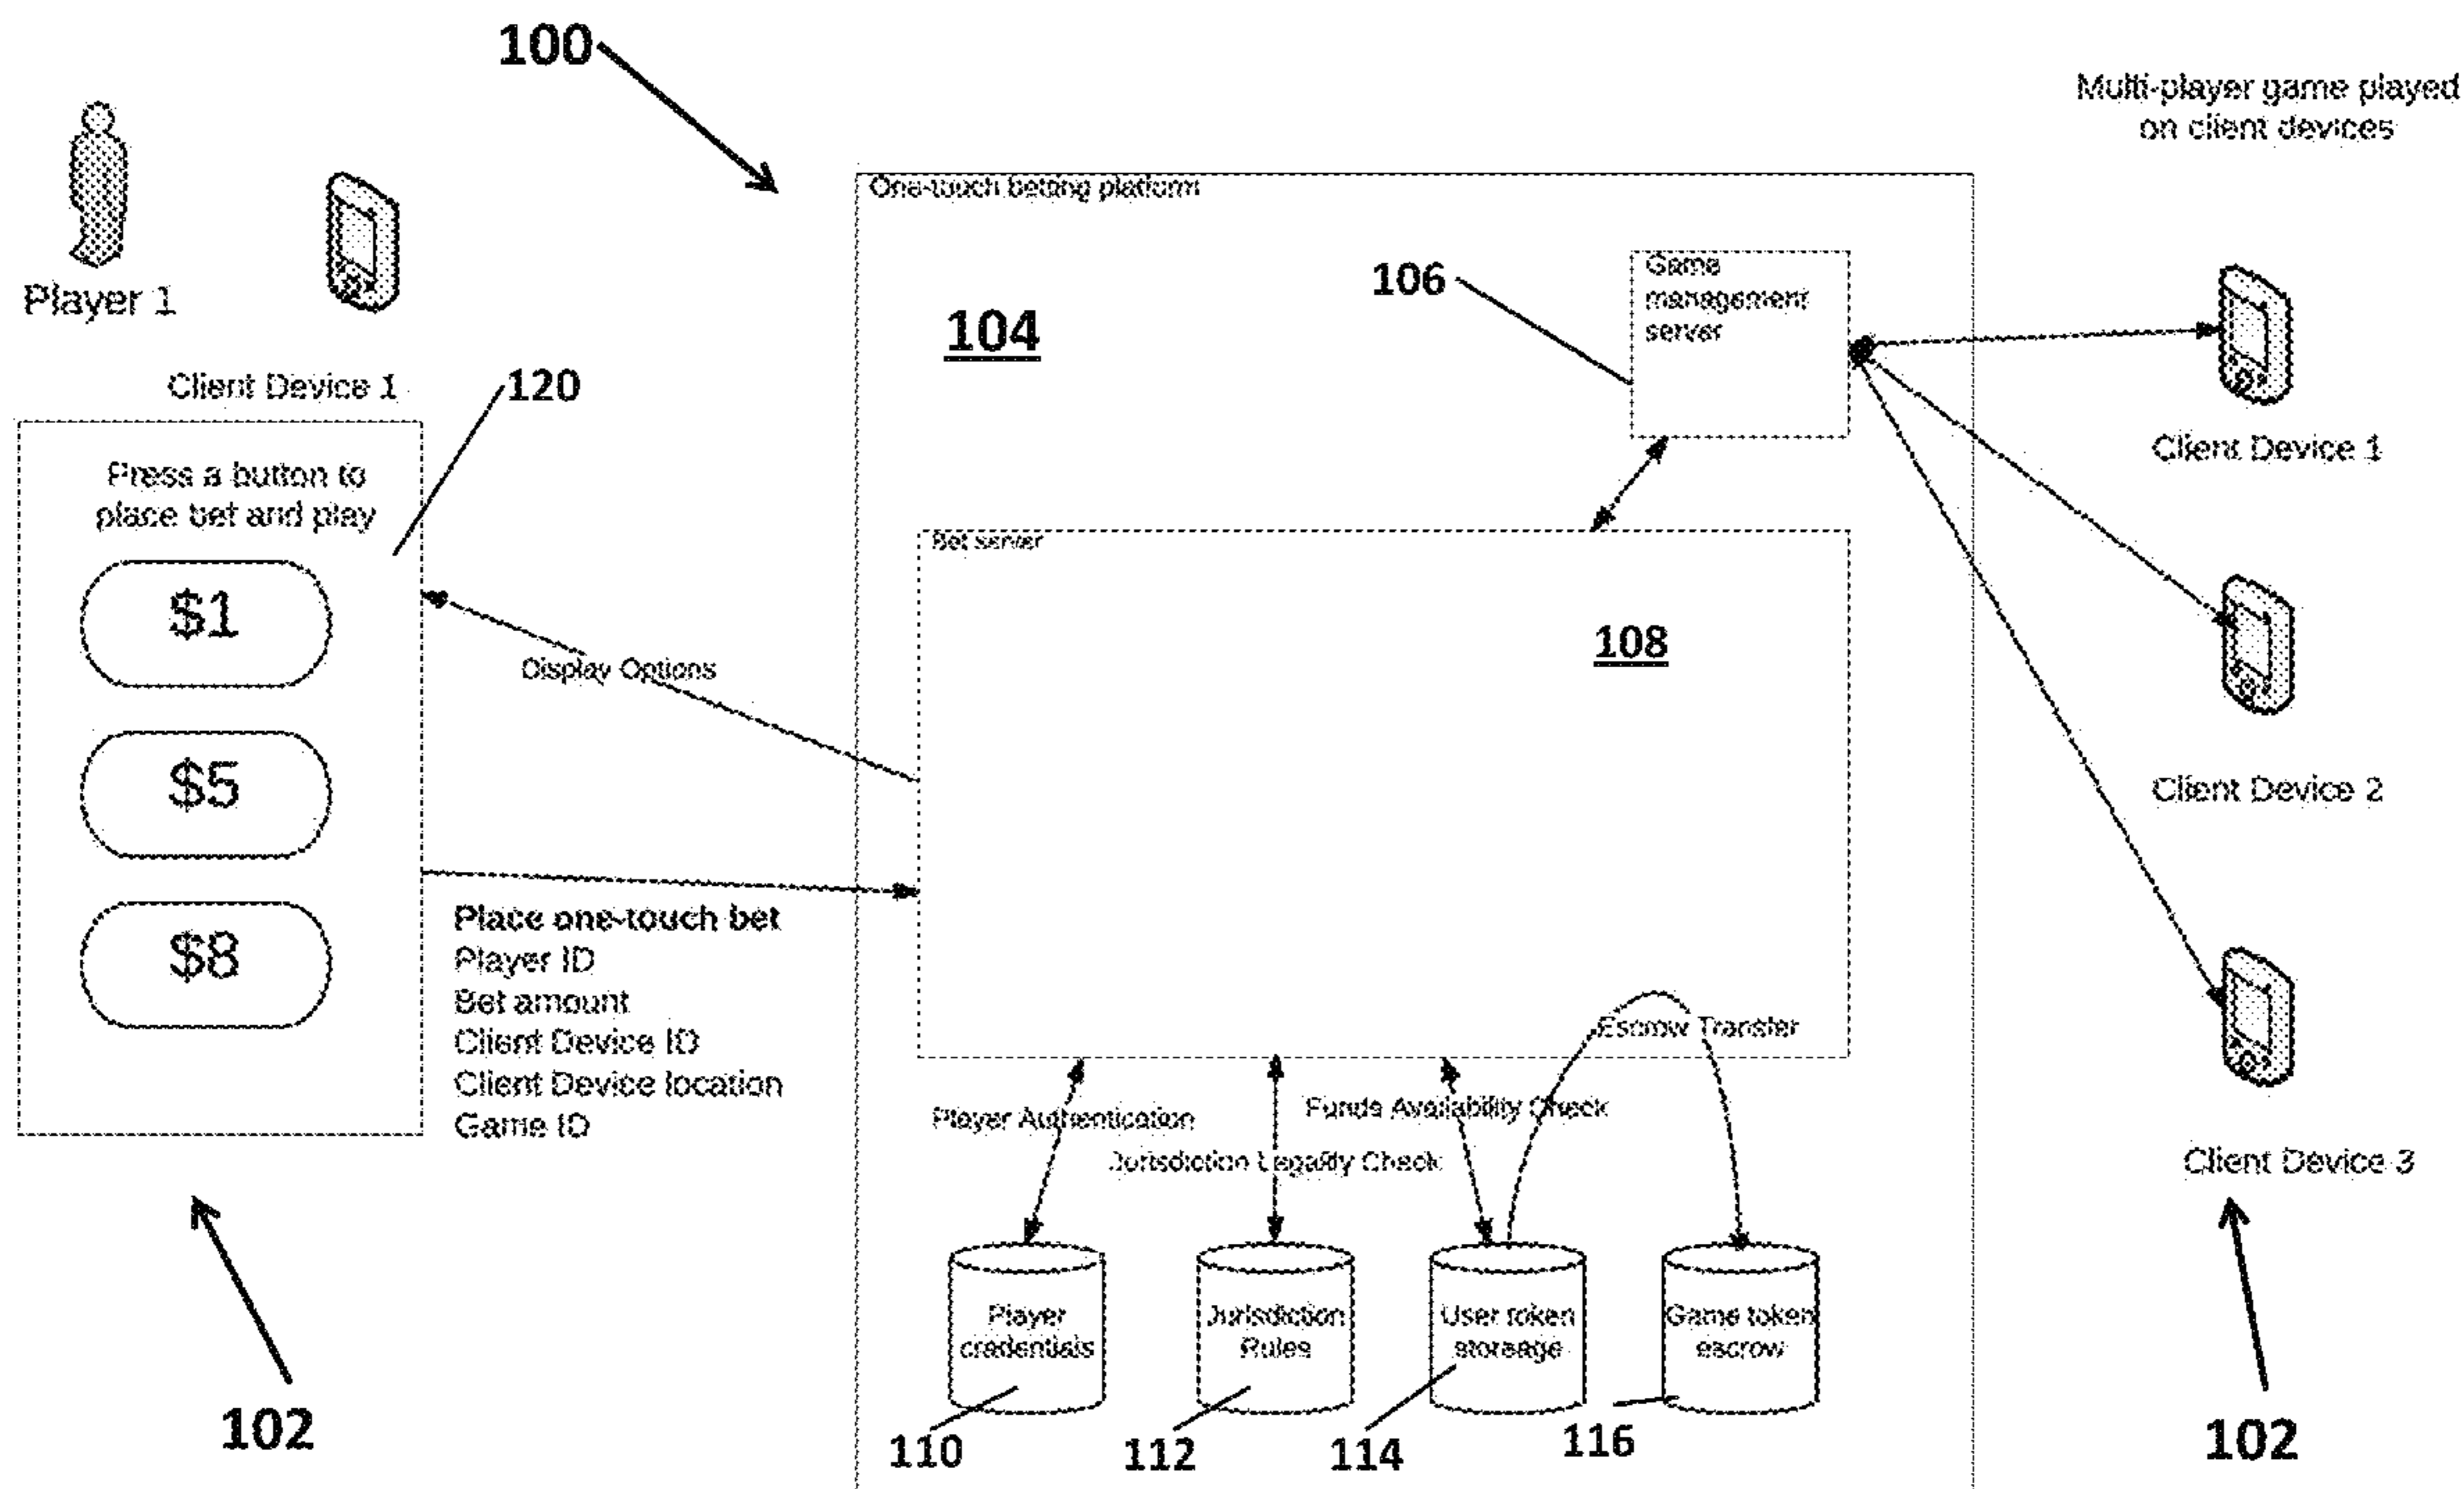 100
Multi-player game played
on client devices
One-touch betting platform
Player 1
106
Game
management
server
104
Client Device 1
120
Client Device 1
Press a button to
place bet and play
Bet server
$1
108
Display Options
$5
Client Device 2
$8
Place one-touch bet
Player ID
Bet amount
Client Device ID
Client Device location
Game ID
Escrow Transfer
Player Authentication
Funds Availability Check
Jurisdiction Legality Check
Client Device 3
Player
credentials
Jurisdiction
Rules
User token
storeage
Game token
escrow
102
110
112
114
116
102